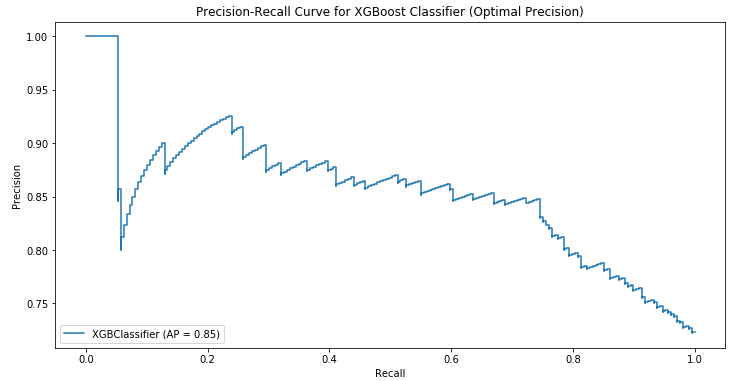 Precision-Recall Curve for XGBoost Classifier (Optimal Precision)
1.00
0.95
0.90
0.85
0.80
0.75
Precision
XGBClassifier (AP = 0.85)
0.0 0.2 0.4 0.6 0.8 1.0
Recall